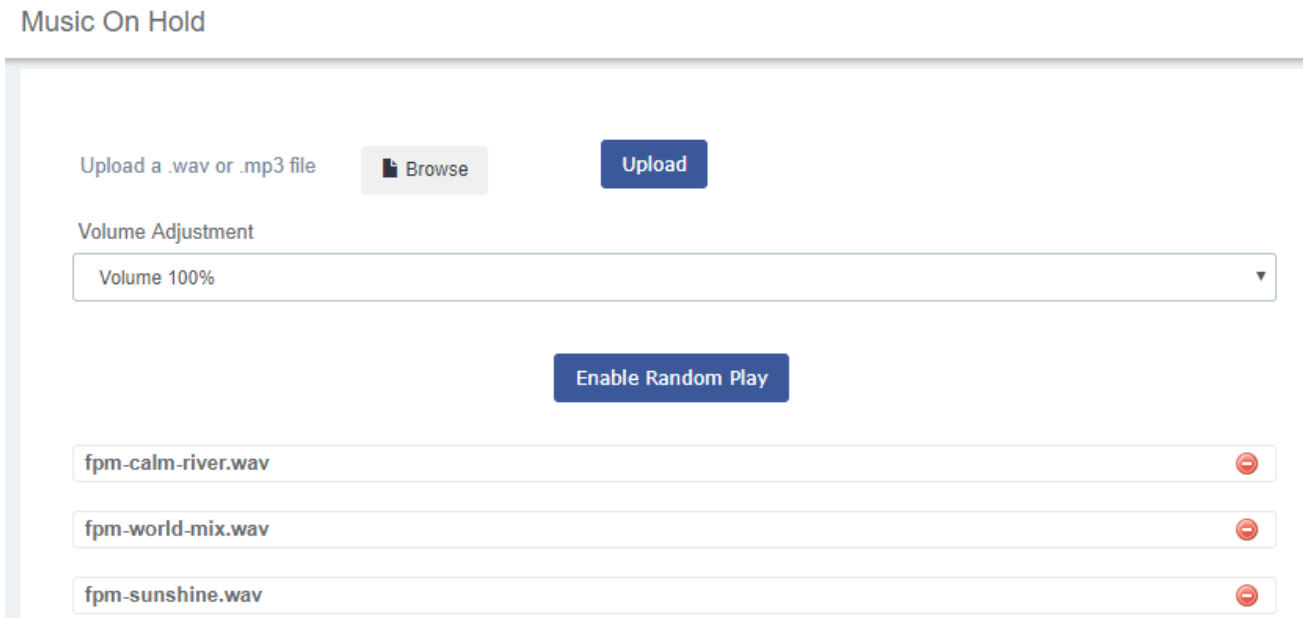 Music On Hold
Upload a .wav or .mp3 file Browse Upload
Volume Adjustment
Volume 100%
Enable Random Play
fpm-calm-river.wav
fpm-world-mix.wav
fpm-sunshine.wav